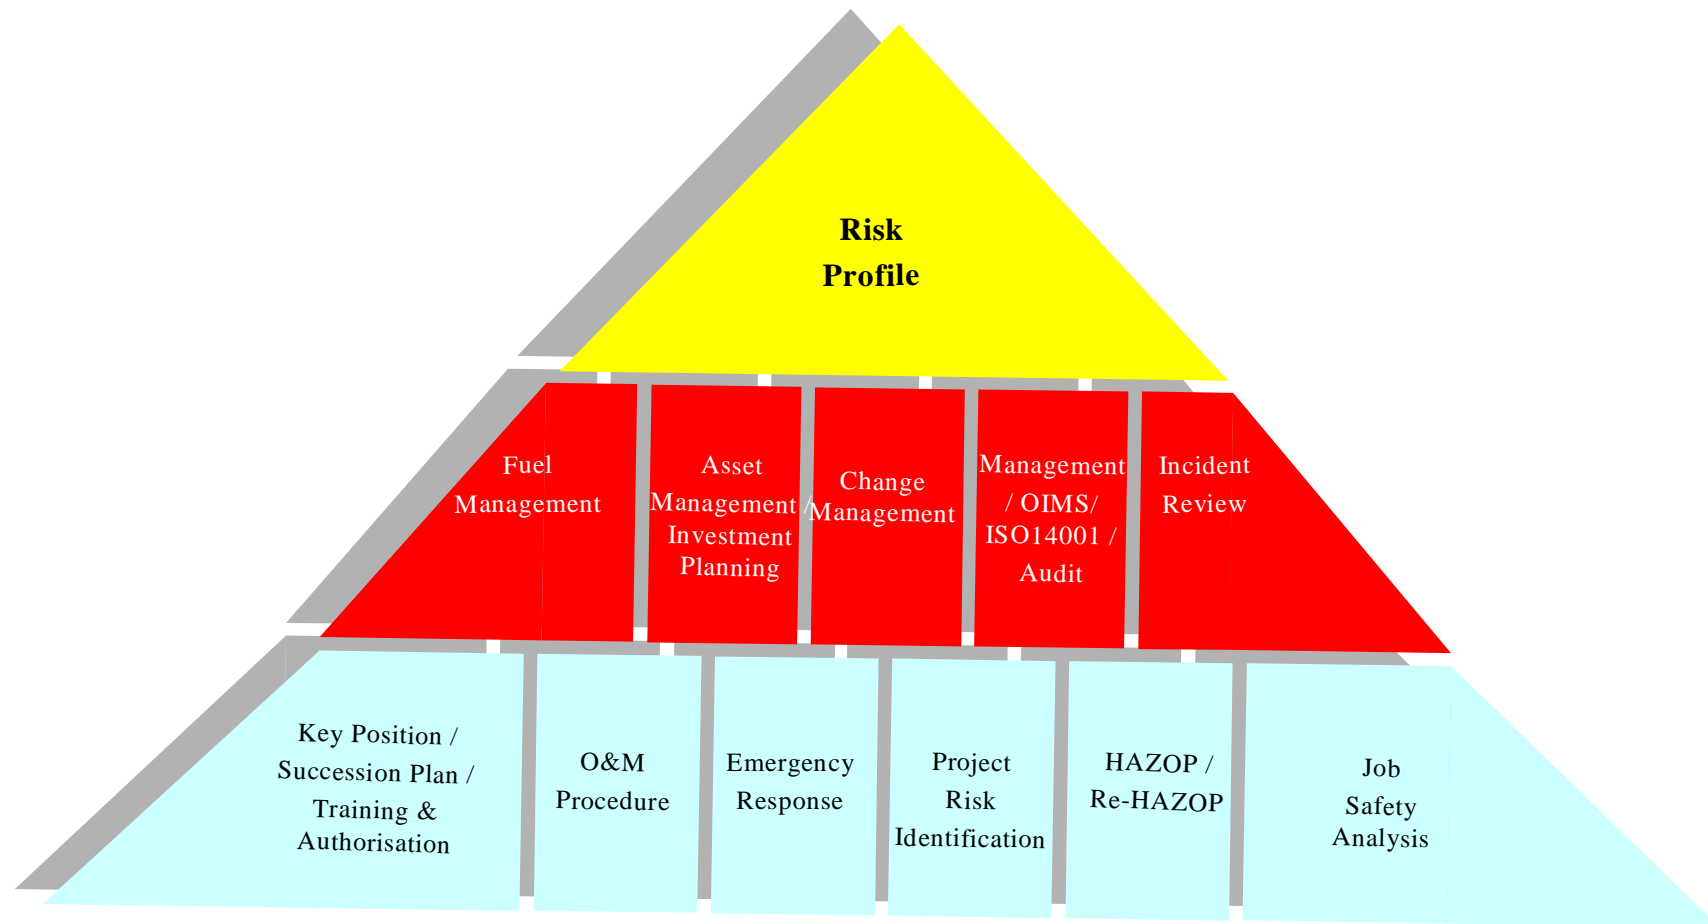 Risk
Profile
Fuel
Management
Asset
Management /
Investment
Planning
Change
Management
Management
/ OIMS/
ISO14001 /
Audit
Incident
Review
Key Position /
Succession Plan /
Training &
Authorisation
O&M
Procedure
Emergency
Response
Project
Risk
Identification
HAZOP /
Re-HAZOP
Job
Safety
Analysis